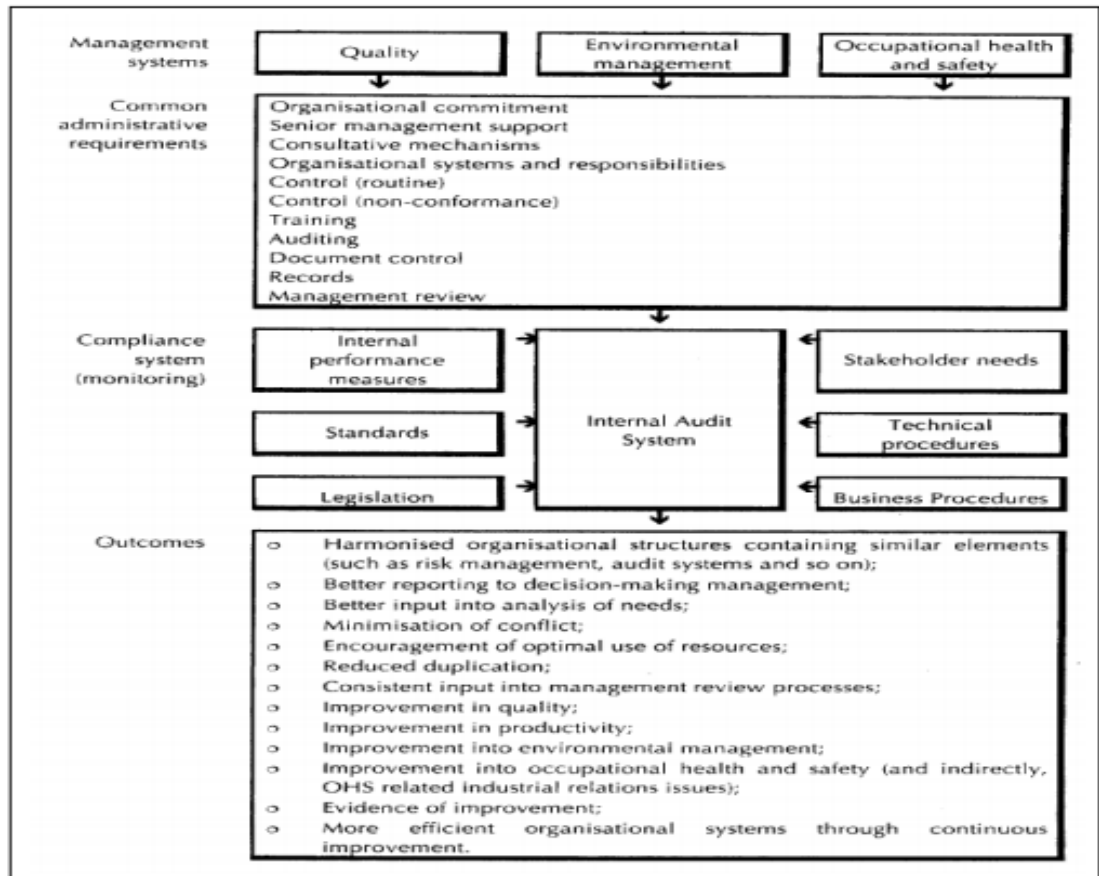 Management
systems
Quality
Environmental
management
Occupational health
and safety
Common
administrative
requirements
Organisational commitment
Senior management support
Consultative mechanisms
Organisational systems and responsibilities
Control (routine)
Control (non-conformance)
Training
Auditing
Document control
Records
Management review
Compliance
system
(monitoring)
Internal
performance
measures
Standards
Legislation
Internal Audit
System
Stakeholder needs
Technical
procedures
Business Procedures
Outcomes
Harmonised organisational structures containing similar elements
(such as risk management, audit systems and so on);
Better reporting to decision-making management;
Better input into analysis of needs;
Minimisation of conflict;
Encouragement of optimal use of resources;
Reduced duplication;
Consistent input into management review processes;
Improvement in quality;
Improvement in productivity;
Improvement into environmental management;
Improvement into occupational health and safety (and indirectly,
OHS related industrial relations issues);
Evidence of improvement;
More efficient organisational systems through continuous
improvement.